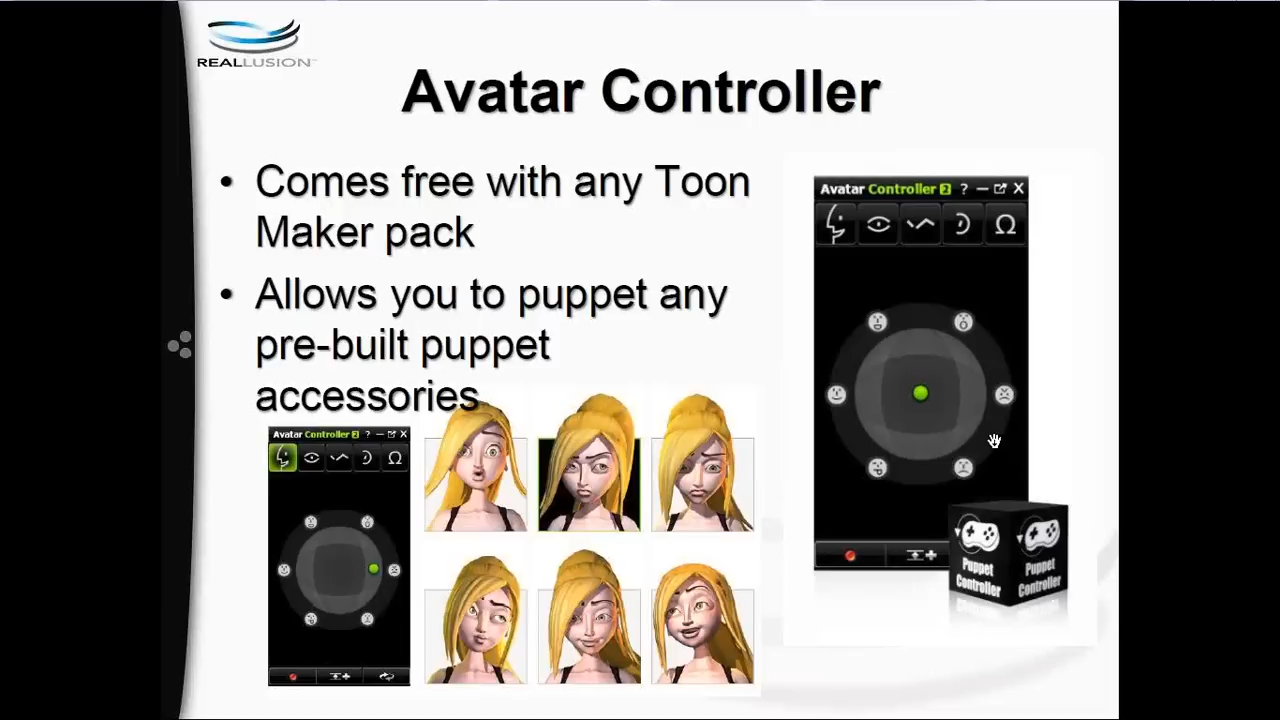 REALLUSION™
Avatar Controller
• Comes free with any Toon
Maker pack
• Allows you to puppet any
pre-built puppet
accessories
Avatar Controller 2 ?
Avatar Controller 2 ?
Puppet
Controller
Puppet
Controller